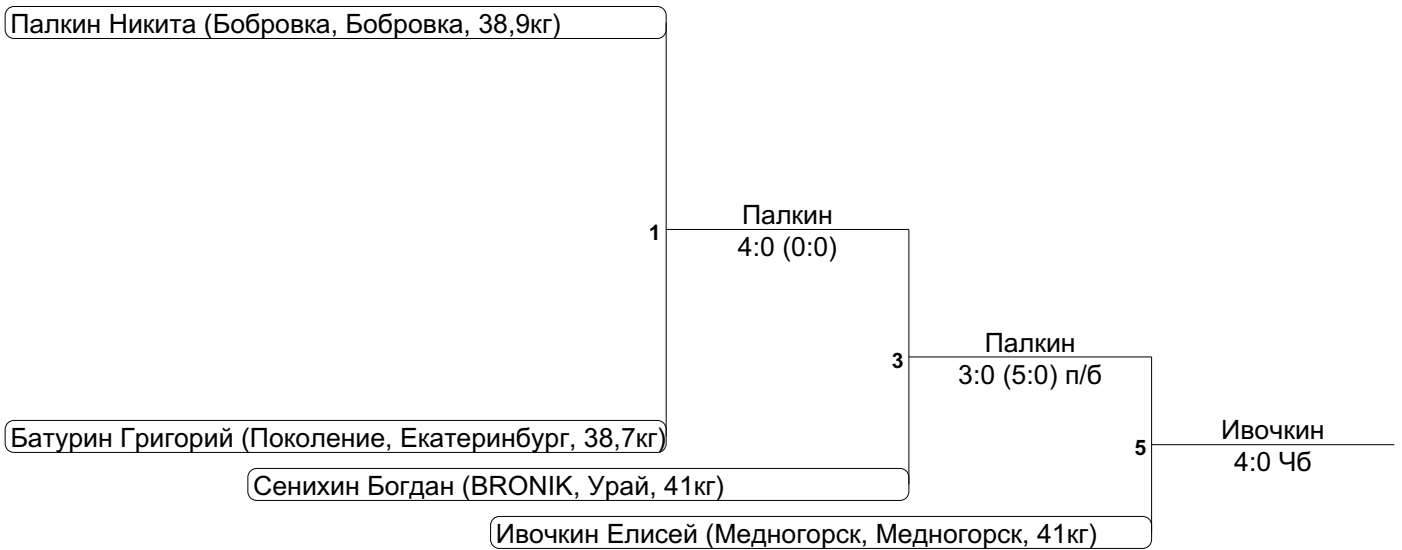 Палкин Никита (Бобровка, Бобровка, 38,9кг)
Палкин
1
4:0 (0:0)
Палкин
3
3:0 (5:0) п/б
Батурин Григорий (Поколение, Екатеринбург, 38,7кг)
Ивочкин
5
4:0 Чб
Сенихин Богдан (BRONIK, Урай, 41кг)
Ивочкин Елисей (Медногорск, Медногорск, 41кг)